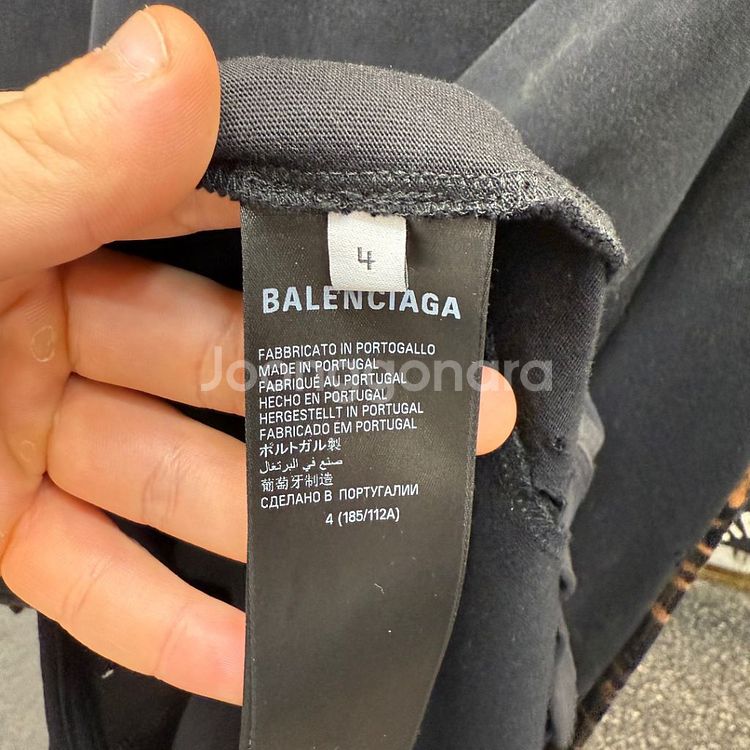 4
BALENCIAGA
FABBRICATO IN PORTOGALLO
MADE IN PORTUGAL
FABRIQUÉ AU PORTUGAL
HECHO EN PORTUGAL
HERGESTELLT IN PORTUGAL
FABRICADO EM PORTUGAL
ポルトガル製
صنع في البرتغال
葡萄牙制造
СДЕЛАНО В ПОРТУГАЛИИ
4 (185/112A)